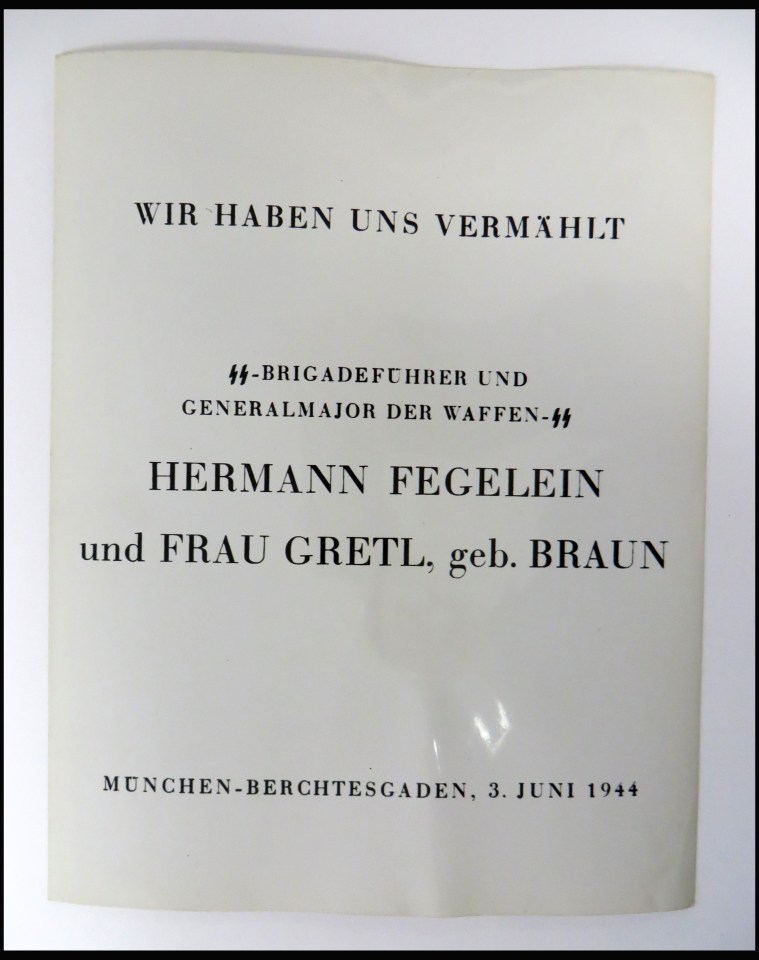 WIR HABEN UNS VERMÄHLT
ᛋᛋ-BRIGADEFÜHRER UND
GENERALMAJOR DER WAFFEN-ᛋᛋ
HERMANN FEGELEIN
und FRAU GRETL, geb. BRAUN
MÜNCHEN-BERCHTESGADEN, 3. JUNI 1944